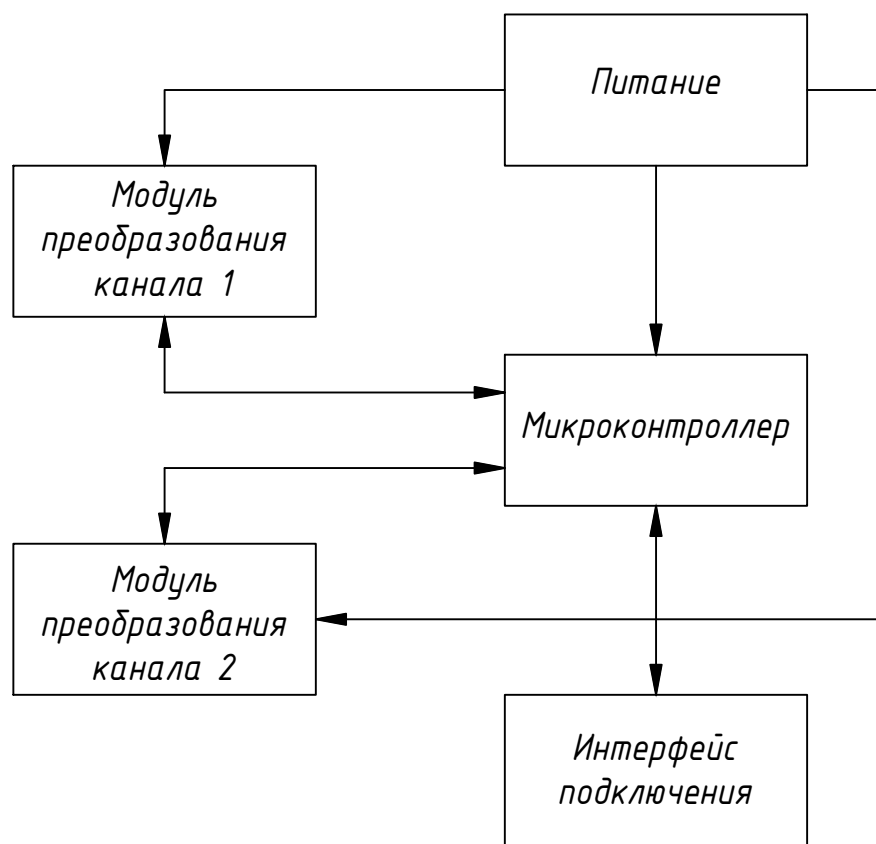 Питание
Модуль
преобразования
канала 1
Микроконтроллер
Модуль
преобразования
канала 2
Интерфейс
подключения